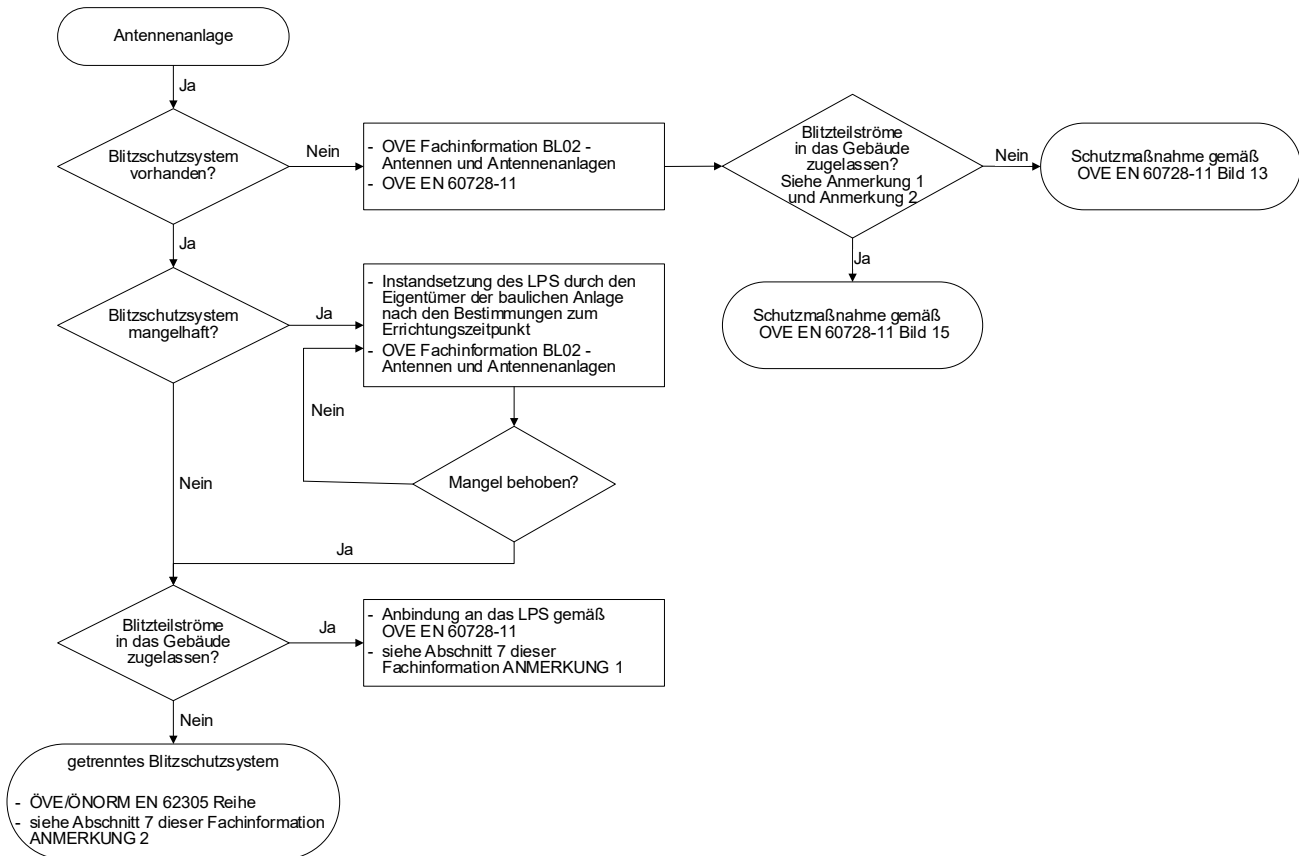 Antennenanlage
Ja
Blitzschutzsystem
vorhanden?
Nein
- OVE Fachinformation BL02 -
Antennen und Antennenanlagen
- OVE EN 60728-11
Blitzteilströme
in das Gebäude
zugelassen?
Siehe Anmerkung 1
und Anmerkung 2
Nein
Schutzmaßnahme gemäß
OVE EN 60728-11 Bild 13
Ja
Schutzmaßnahme gemäß
OVE EN 60728-11 Bild 15
Ja
Blitzschutzsystem
mangelhaft?
Ja
- Instandsetzung des LPS durch den
Eigentümer der baulichen Anlage
nach den Bestimmungen zum
Errichtungszeitpunkt
- OVE Fachinformation BL02 -
Antennen und Antennenanlagen
Nein
Mangel behoben?
Nein
Ja
Blitzteilströme
in das Gebäude
zugelassen?
Ja
- Anbindung an das LPS gemäß
OVE EN 60728-11
- siehe Abschnitt 7 dieser
Fachinformation ANMERKUNG 1
Nein
getrenntes Blitzschutzsystem
- ÖVE/ÖNORM EN 62305 Reihe
- siehe Abschnitt 7 dieser Fachinformation
ANMERKUNG 2